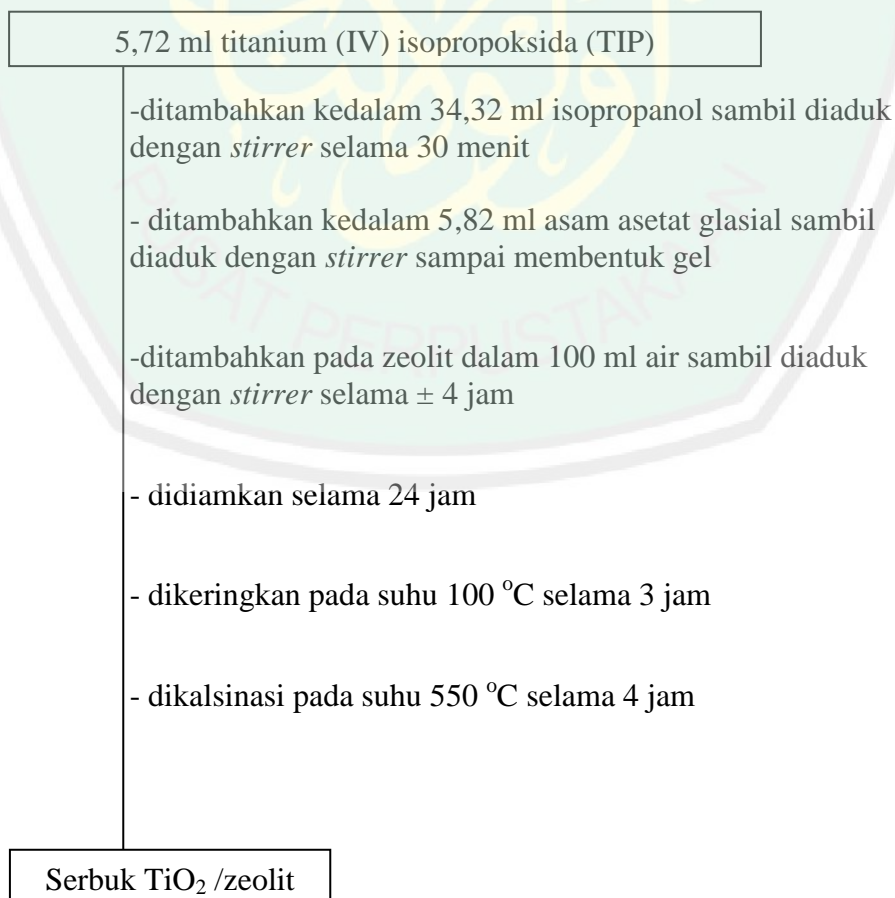 5,72 ml titanium (IV) isopropoksida (TIP)
-ditambahkan kedalam 34,32 ml isopropanol sambil diaduk
dengan stirrer selama 30 menit
- ditambahkan kedalam 5,82 ml asam asetat glasial sambil
diaduk dengan stirrer sampai membentuk gel
-ditambahkan pada zeolit dalam 100 ml air sambil diaduk
dengan stirrer selama ± 4 jam
- didiamkan selama 24 jam
- dikeringkan pada suhu 100 °C selama 3 jam
- dikalsinasi pada suhu 550 °C selama 4 jam
Serbuk TiO₂ /zeolit
PUSAT PERPUSTAKAAN